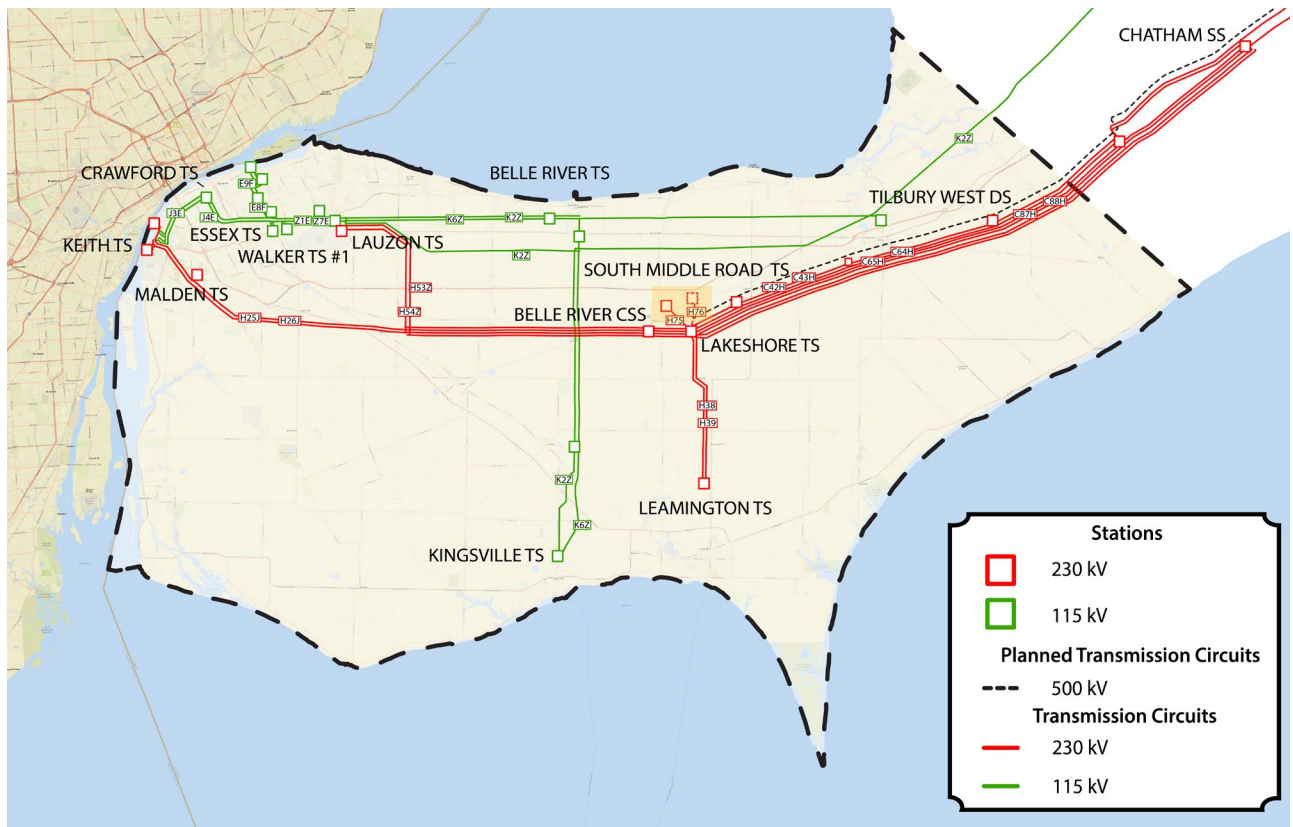 CHATHAM SS
K2Z
CRAWFORD TS
E9F
BELLE RIVER TS
E8F
J3E
J4E
TILBURY WEST DS
C88H
C87H
Z1E
Z7E
K6Z
K2Z
KEITH TS
ESSEX TS
LAUZON TS
WALKER TS #1
K2Z
C64H
C65H
SOUTH MIDDLE ROAD TS
C43H
C42H
MALDEN TS
H53Z
H54Z
BELLE RIVER CSS
H76
H75
H25J
H26J
LAKESHORE TS
H38
H39
K2Z
LEAMINGTON TS
K6Z
KINGSVILLE TS
Stations
230 kV
115 kV
Planned Transmission Circuits
500 kV
Transmission Circuits
230 kV
115 kV